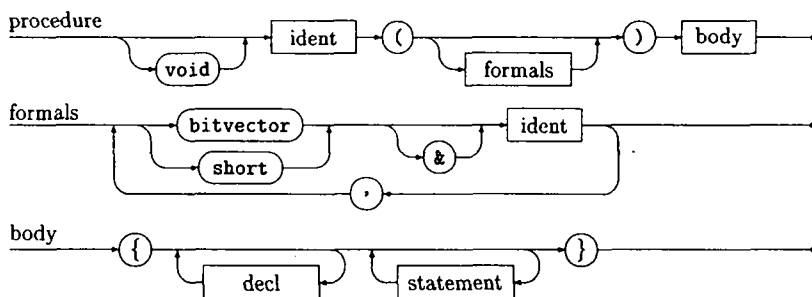 procedure
void ident ( formals ) body
formals
bitvector short & ident
,
body
{ decl statement }